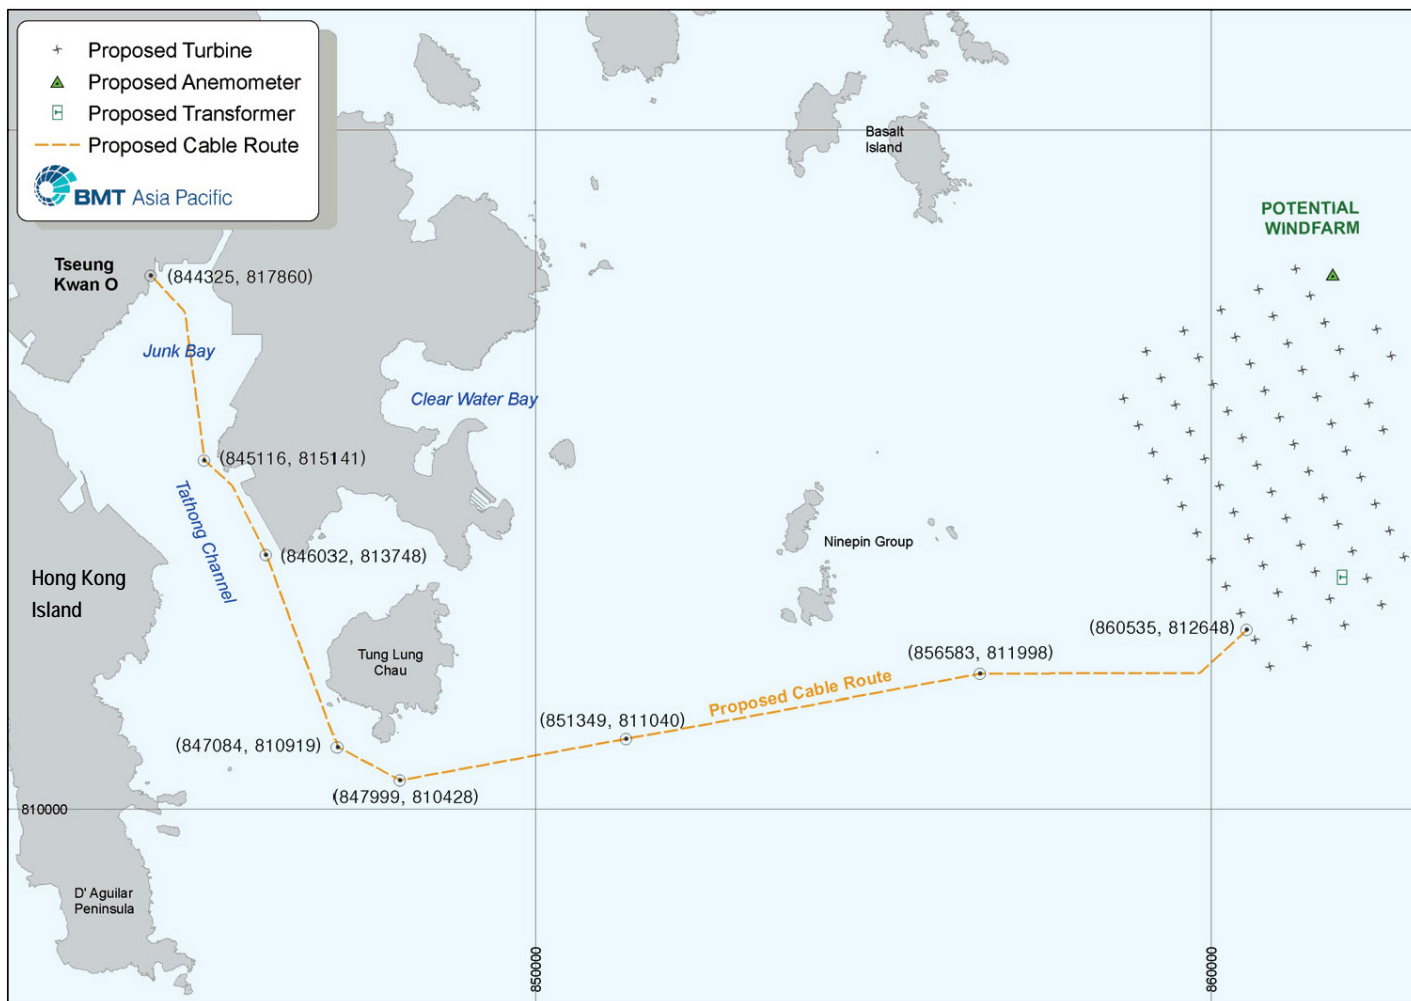 Proposed Turbine
Proposed Anemometer
Proposed Transformer
Proposed Cable Route
BMT Asia Pacific
Basalt
Island
POTENTIAL
WINDFARM
Tseung
Kwan O
(844325, 817860)
Junk Bay
Clear Water Bay
(845116, 815141)
Tathong Channel
Ninepin Group
(846032, 813748)
Hong Kong
Island
(860535, 812648)
Tung Lung
Chau
(856583, 811998)
Proposed Cable Route
(851349, 811040)
(847084, 810919)
(847999, 810428)
810000
D' Aguilar
Peninsula
850000
860000